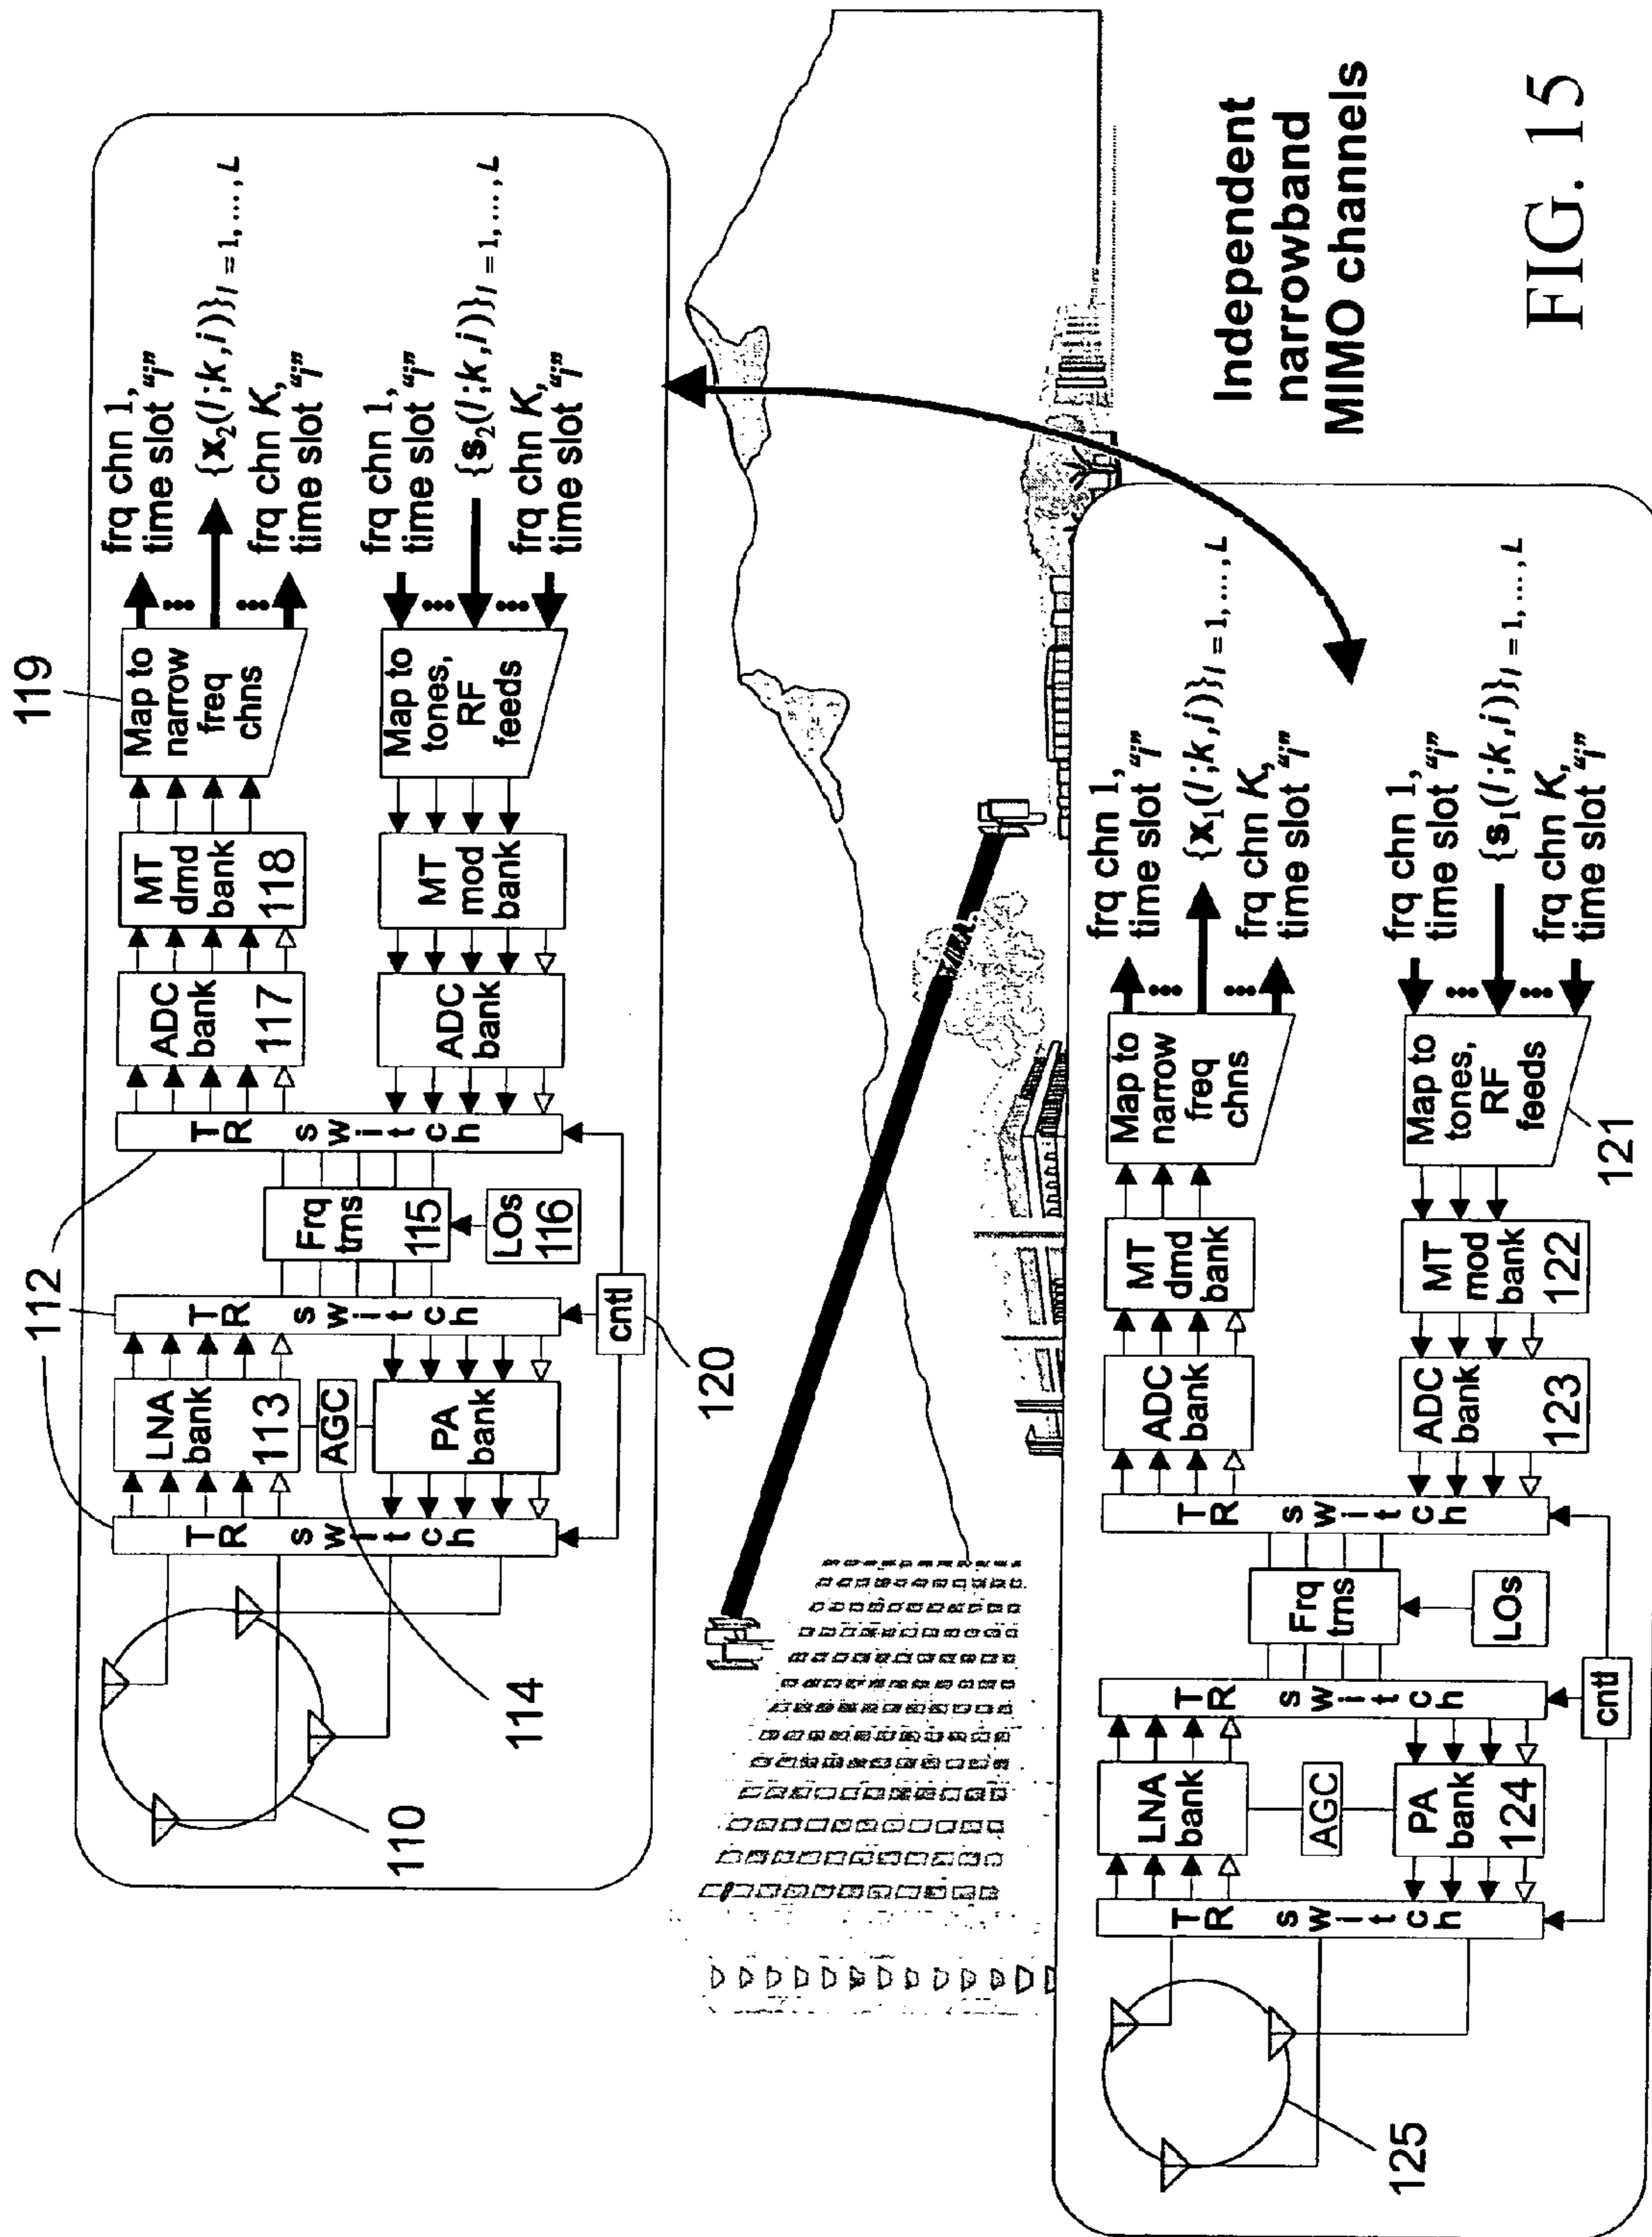 119
112
LNA
bank
113
AGC
PA
bank
TR switch
TR switch
Frq
trns
115
LOs
116
TR switch
cntl
ADC
bank
117
MT
dmd
bank
118
Map to
narrow
freq
chns
frq chn 1,
time slot "i"
{x₂(l;k,i)}l = 1, ..., L
frq chn K,
time slot "i"
ADC
bank
MT
mod
bank
Map to
tones,
RF
feeds
frq chn 1,
time slot "i"
{s₂(l;k,i)}l = 1, ..., L
frq chn K,
time slot "i"
110
114
120
Independent
narrowband
MIMO channels
TR switch
LNA
bank
AGC
PA
bank
124
TR switch
Frq
trns
LOs
TR switch
cntl
ADC
bank
MT
dmd
bank
Map to
narrow
freq
chns
frq chn 1,
time slot "i"
{x₁(l;k,i)}l = 1, ..., L
frq chn K,
time slot "i"
ADC
bank
123
MT
mod
bank
122
Map to
tones,
RF
feeds
frq chn 1,
time slot "i"
{s₁(l;k,i)}l = 1, ..., L
frq chn K,
time slot "i"
125
121
FIG. 15